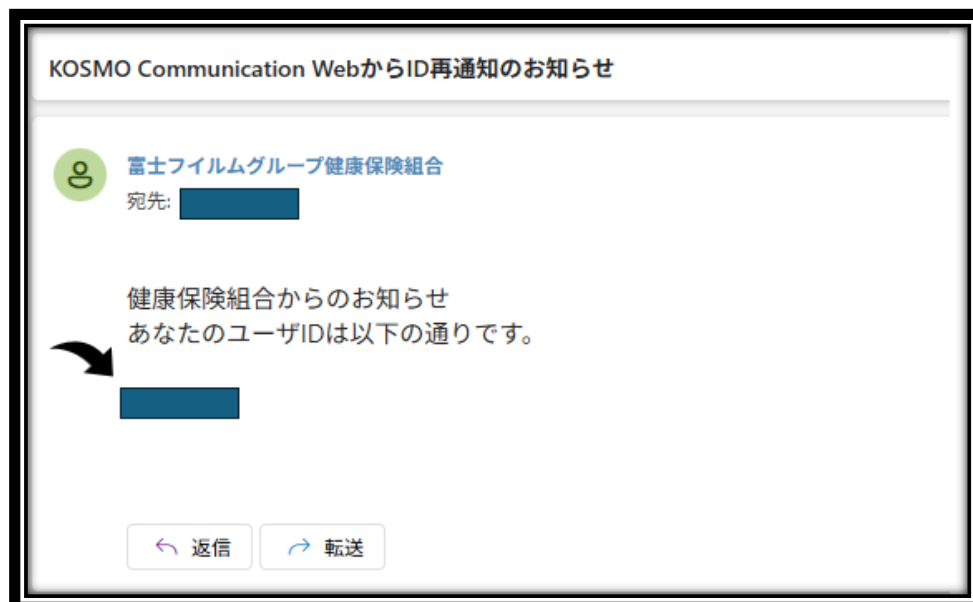 KOSMO Communication WebからID再通知のお知らせ
富士フイルムグループ健康保険組合
宛先:
健康保険組合からのお知らせ
あなたのユーザIDは以下の通りです。
返信 転送